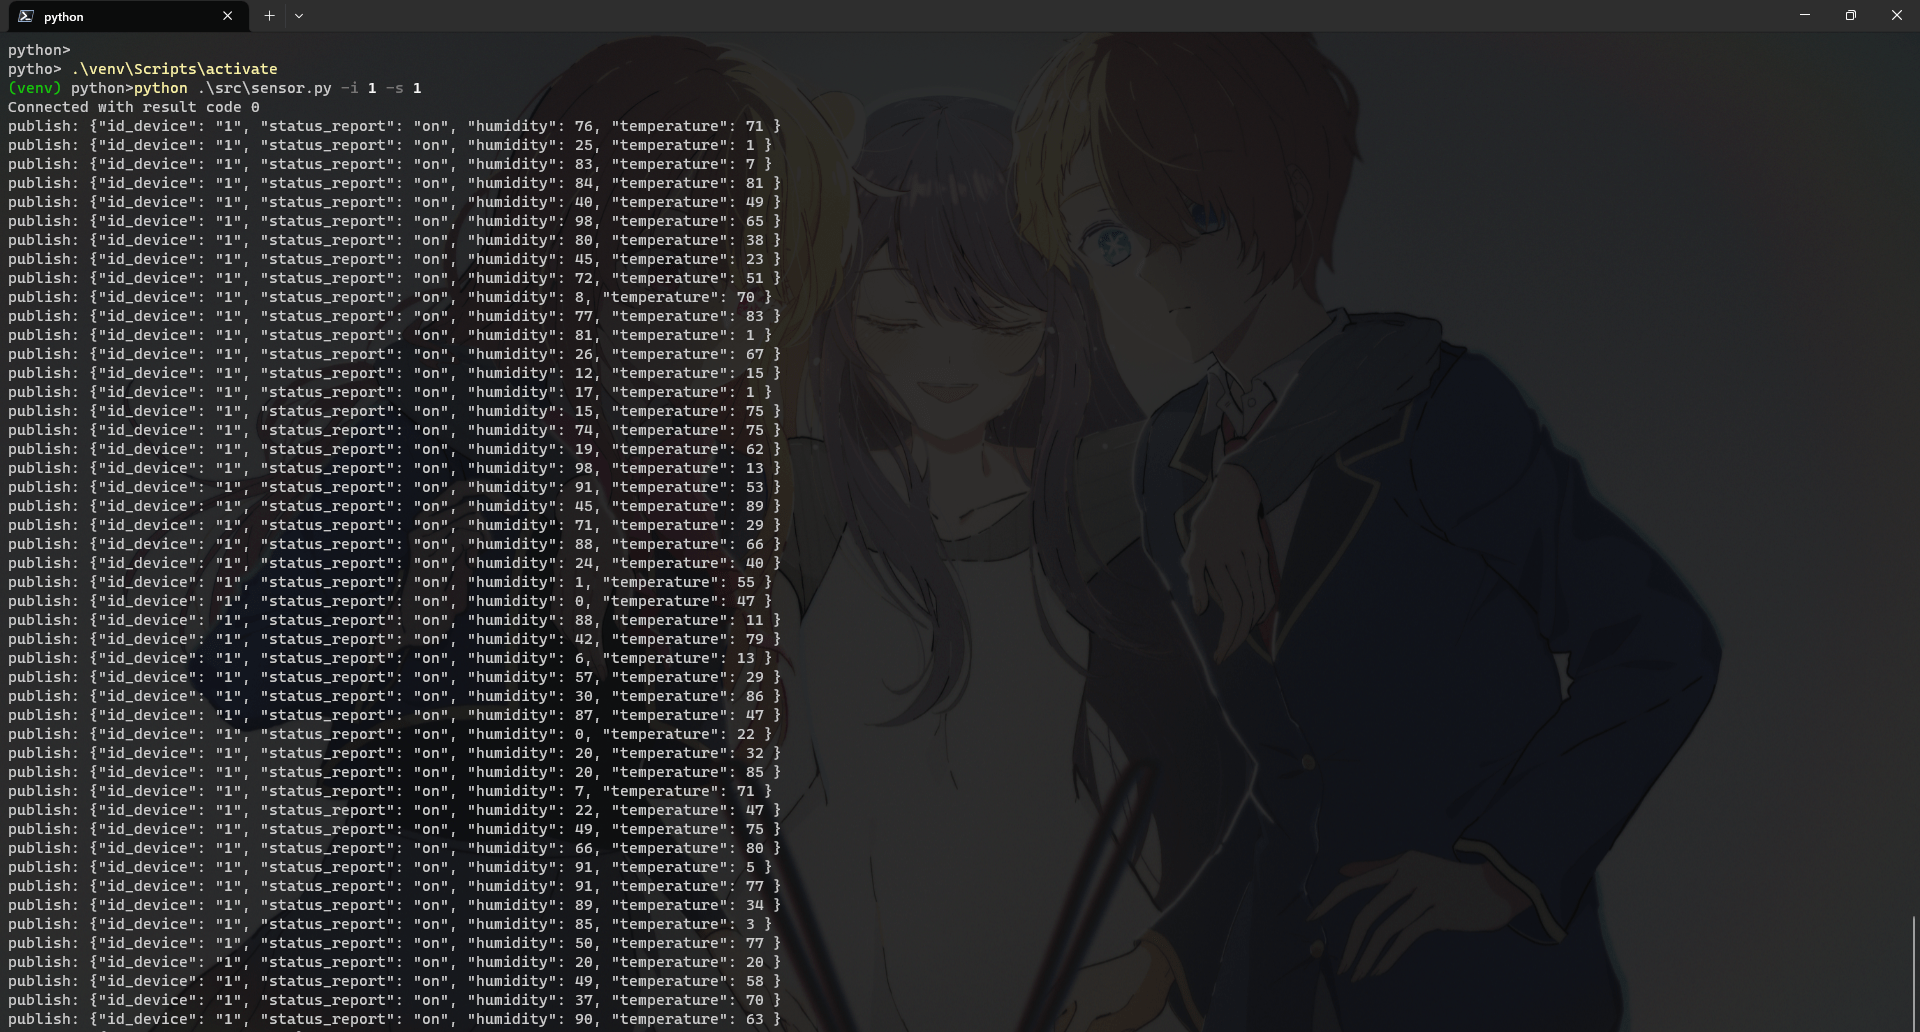 python
python>
pytho> .\venv\Scripts\activate
(venv) python>python .\src\sensor.py -i 1 -s 1
Connected with result code 0
publish: {"id_device": "1", "status_report": "on", "humidity": 76, "temperature": 71 }
publish: {"id_device": "1", "status_report": "on", "humidity": 25, "temperature": 1 }
publish: {"id_device": "1", "status_report": "on", "humidity": 83, "temperature": 7 }
publish: {"id_device": "1", "status_report": "on", "humidity": 84, "temperature": 81 }
publish: {"id_device": "1", "status_report": "on", "humidity": 40, "temperature": 49 }
publish: {"id_device": "1", "status_report": "on", "humidity": 98, "temperature": 65 }
publish: {"id_device": "1", "status_report": "on", "humidity": 80, "temperature": 38 }
publish: {"id_device": "1", "status_report": "on", "humidity": 45, "temperature": 23 }
publish: {"id_device": "1", "status_report": "on", "humidity": 72, "temperature": 51 }
publish: {"id_device": "1", "status_report": "on", "humidity": 8, "temperature": 70 }
publish: {"id_device": "1", "status_report": "on", "humidity": 77, "temperature": 83 }
publish: {"id_device": "1", "status_report": "on", "humidity": 81, "temperature": 1 }
publish: {"id_device": "1", "status_report": "on", "humidity": 26, "temperature": 67 }
publish: {"id_device": "1", "status_report": "on", "humidity": 12, "temperature": 15 }
publish: {"id_device": "1", "status_report": "on", "humidity": 17, "temperature": 1 }
publish: {"id_device": "1", "status_report": "on", "humidity": 15, "temperature": 75 }
publish: {"id_device": "1", "status_report": "on", "humidity": 74, "temperature": 75 }
publish: {"id_device": "1", "status_report": "on", "humidity": 19, "temperature": 62 }
publish: {"id_device": "1", "status_report": "on", "humidity": 98, "temperature": 13 }
publish: {"id_device": "1", "status_report": "on", "humidity": 91, "temperature": 53 }
publish: {"id_device": "1", "status_report": "on", "humidity": 45, "temperature": 89 }
publish: {"id_device": "1", "status_report": "on", "humidity": 71, "temperature": 29 }
publish: {"id_device": "1", "status_report": "on", "humidity": 88, "temperature": 66 }
publish: {"id_device": "1", "status_report": "on", "humidity": 24, "temperature": 40 }
publish: {"id_device": "1", "status_report": "on", "humidity": 1, "temperature": 55 }
publish: {"id_device": "1", "status_report": "on", "humidity": 0, "temperature": 47 }
publish: {"id_device": "1", "status_report": "on", "humidity": 88, "temperature": 11 }
publish: {"id_device": "1", "status_report": "on", "humidity": 42, "temperature": 79 }
publish: {"id_device": "1", "status_report": "on", "humidity": 6, "temperature": 13 }
publish: {"id_device": "1", "status_report": "on", "humidity": 57, "temperature": 29 }
publish: {"id_device": "1", "status_report": "on", "humidity": 30, "temperature": 86 }
publish: {"id_device": "1", "status_report": "on", "humidity": 87, "temperature": 47 }
publish: {"id_device": "1", "status_report": "on", "humidity": 0, "temperature": 22 }
publish: {"id_device": "1", "status_report": "on", "humidity": 20, "temperature": 32 }
publish: {"id_device": "1", "status_report": "on", "humidity": 20, "temperature": 85 }
publish: {"id_device": "1", "status_report": "on", "humidity": 7, "temperature": 71 }
publish: {"id_device": "1", "status_report": "on", "humidity": 22, "temperature": 47 }
publish: {"id_device": "1", "status_report": "on", "humidity": 49, "temperature": 75 }
publish: {"id_device": "1", "status_report": "on", "humidity": 66, "temperature": 80 }
publish: {"id_device": "1", "status_report": "on", "humidity": 91, "temperature": 5 }
publish: {"id_device": "1", "status_report": "on", "humidity": 91, "temperature": 77 }
publish: {"id_device": "1", "status_report": "on", "humidity": 89, "temperature": 34 }
publish: {"id_device": "1", "status_report": "on", "humidity": 85, "temperature": 3 }
publish: {"id_device": "1", "status_report": "on", "humidity": 50, "temperature": 77 }
publish: {"id_device": "1", "status_report": "on", "humidity": 20, "temperature": 20 }
publish: {"id_device": "1", "status_report": "on", "humidity": 49, "temperature": 58 }
publish: {"id_device": "1", "status_report": "on", "humidity": 37, "temperature": 70 }
publish: {"id_device": "1", "status_report": "on", "humidity": 90, "temperature": 63 }